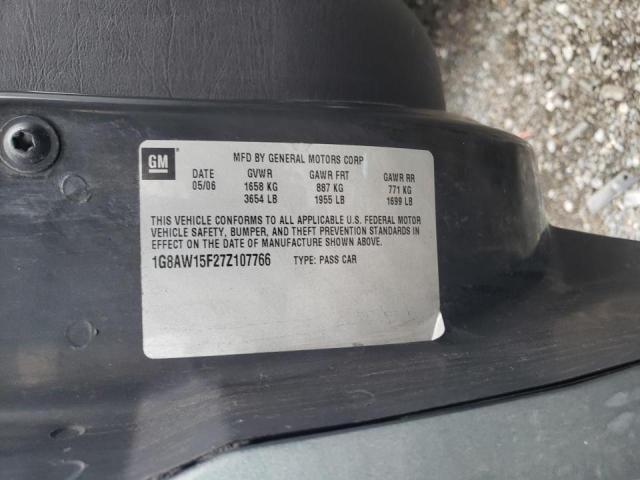 GM
MFD BY GENERAL MOTORS CORP
DATE GVWR GAWR FRT GAWR RR
05/06 1658 KG 887 KG 771 KG
3654 LB 1955 LB 1699 LB
THIS VEHICLE CONFORMS TO ALL APPLICABLE U.S. FEDERAL MOTOR
VEHICLE SAFETY, BUMPER, AND THEFT PREVENTION STANDARDS IN
EFFECT ON THE DATE OF MANUFACTURE SHOWN ABOVE.
1G8AW15F27Z107766 TYPE: PASS CAR